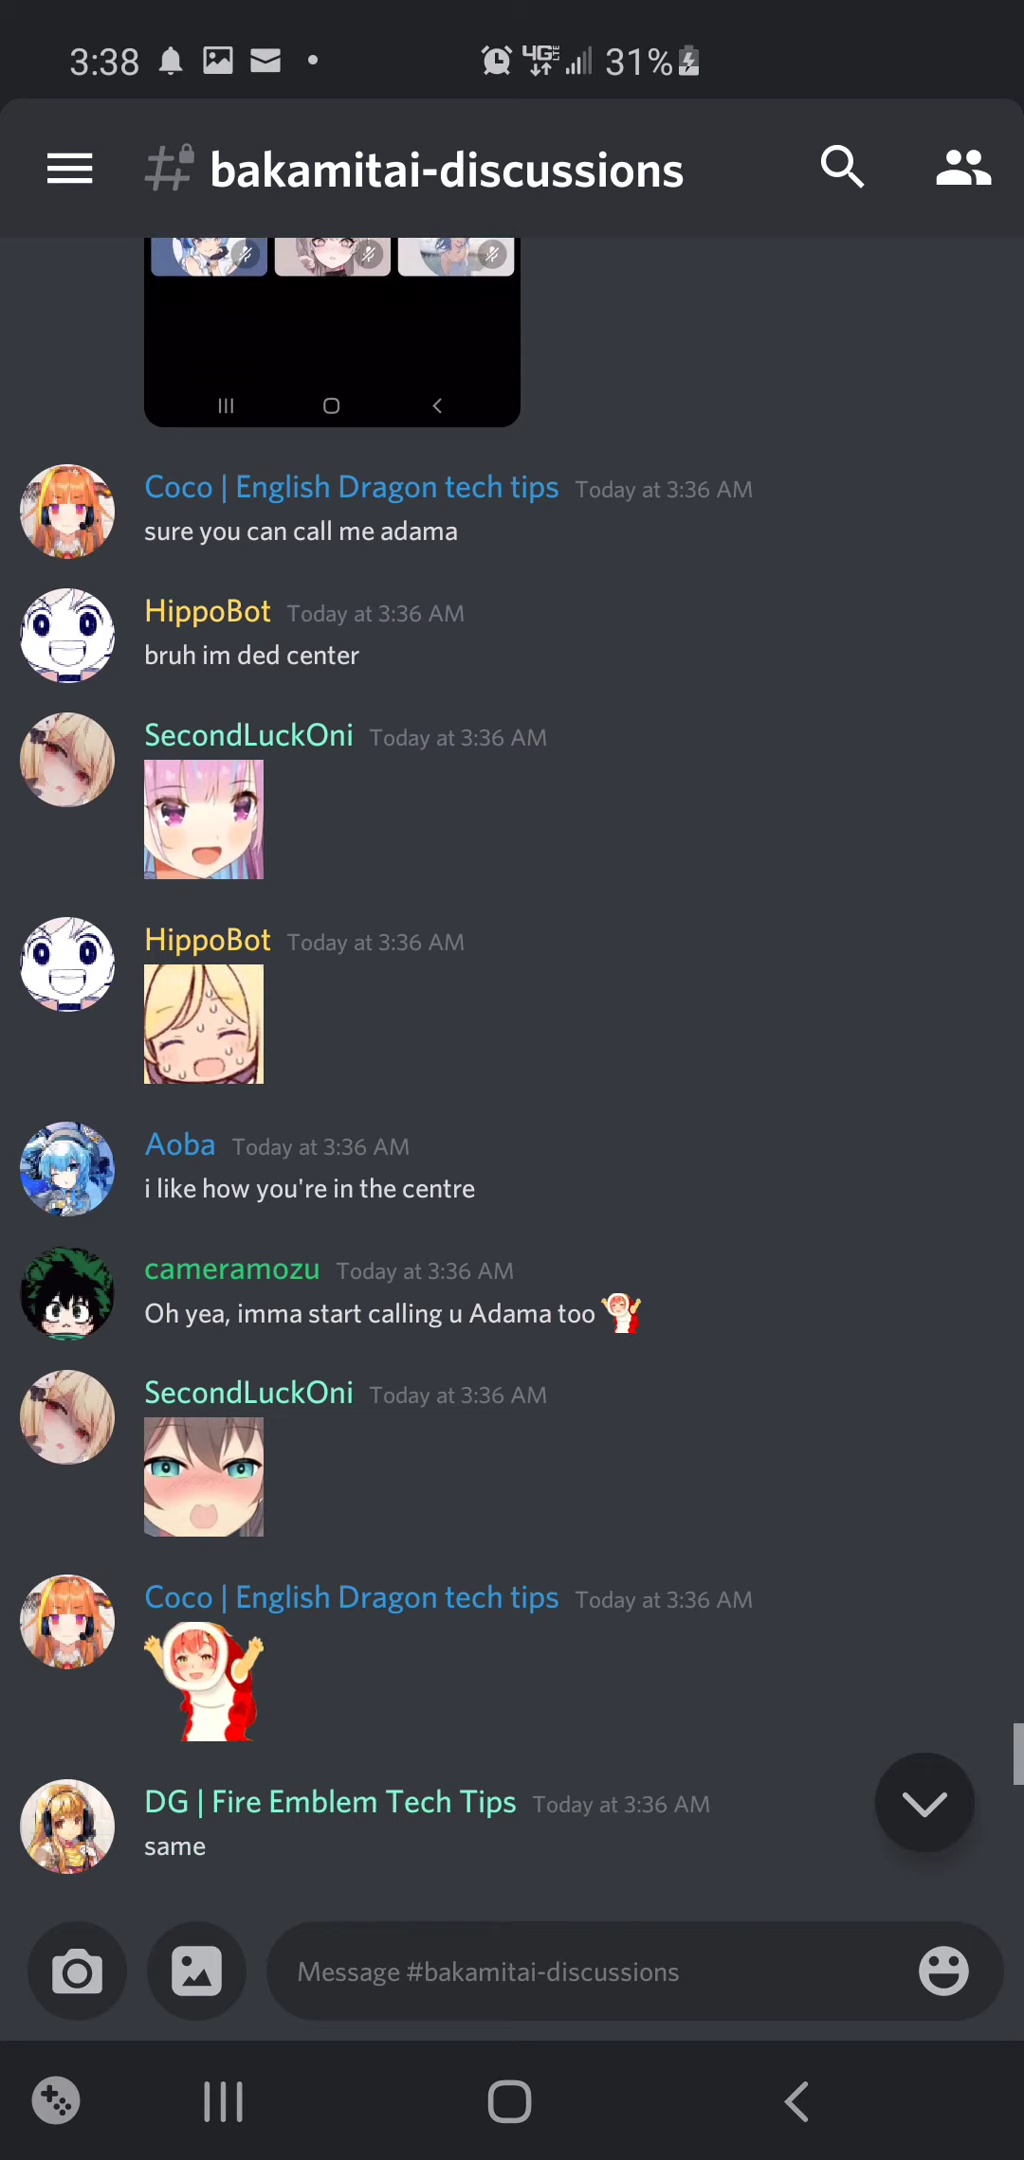 3:38 4G LTE 31%
bakamitai-discussions
Coco | English Dragon tech tips Today at 3:36 AM
sure you can call me adama
HippoBot Today at 3:36 AM
bruh im ded center
SecondLuckOni Today at 3:36 AM
HippoBot Today at 3:36 AM
Aoba Today at 3:36 AM
i like how you're in the centre
cameramozu Today at 3:36 AM
Oh yea, imma start calling u Adama too
SecondLuckOni Today at 3:36 AM
Coco | English Dragon tech tips Today at 3:36 AM
DG | Fire Emblem Tech Tips Today at 3:36 AM
same
Message #bakamitai-discussions